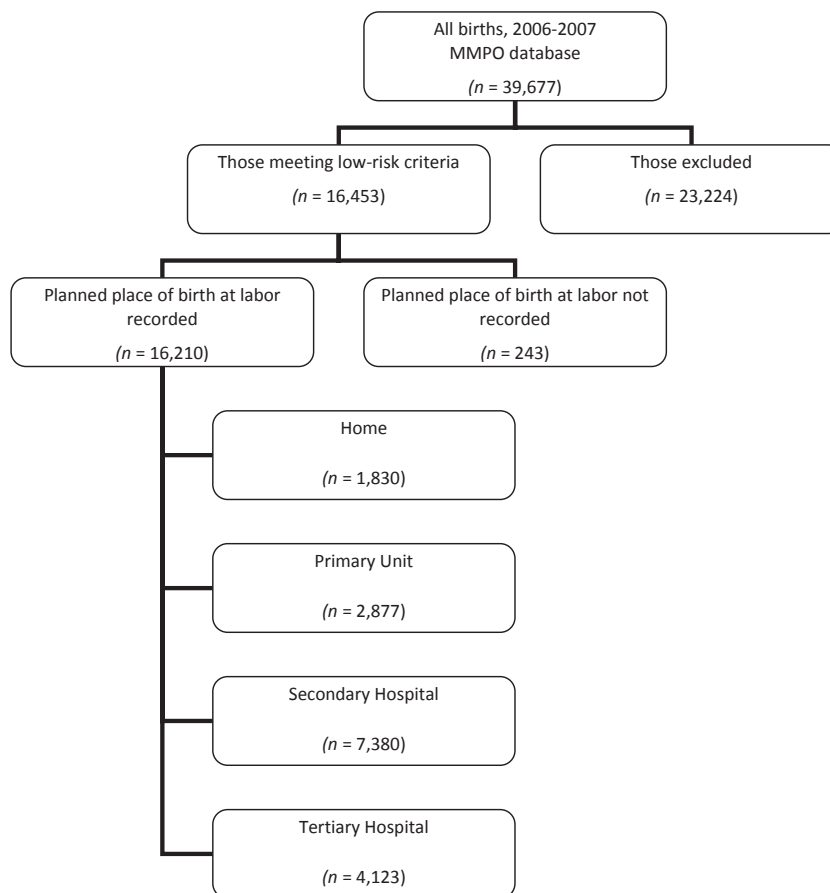 All births, 2006-2007
MMPO database
(n = 39,677)
Those meeting low-risk criteria
(n = 16,453)
Those excluded
(n = 23,224)
Planned place of birth at labor
recorded
(n = 16,210)
Planned place of birth at labor not
recorded
(n = 243)
Home
(n = 1,830)
Primary Unit
(n = 2,877)
Secondary Hospital
(n = 7,380)
Tertiary Hospital
(n = 4,123)